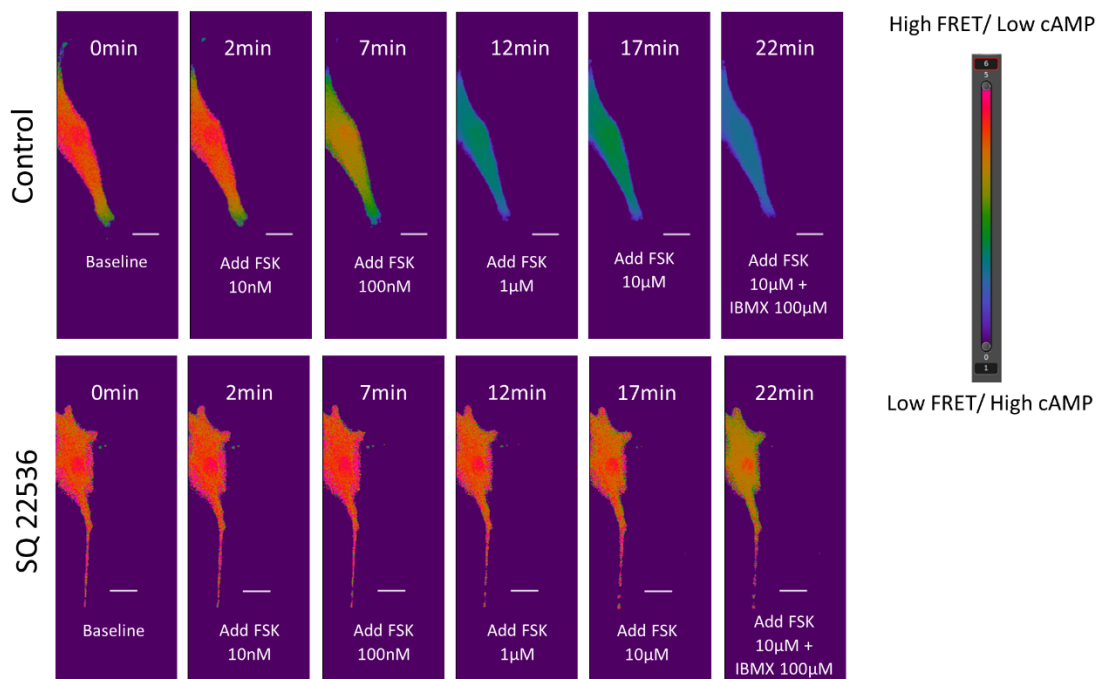 High FRET/ Low cAMP
Control
0min
2min
7min
12min
17min
22min
Baseline
Add FSK
10nM
Add FSK
100nM
Add FSK
1µM
Add FSK
10µM
Add FSK
10µM +
IBMX 100µM
6
5
0
1
Low FRET/ High cAMP
SQ 22536
0min
2min
7min
12min
17min
22min
Baseline
Add FSK
10nM
Add FSK
100nM
Add FSK
1µM
Add FSK
10µM
Add FSK
10µM +
IBMX 100µM